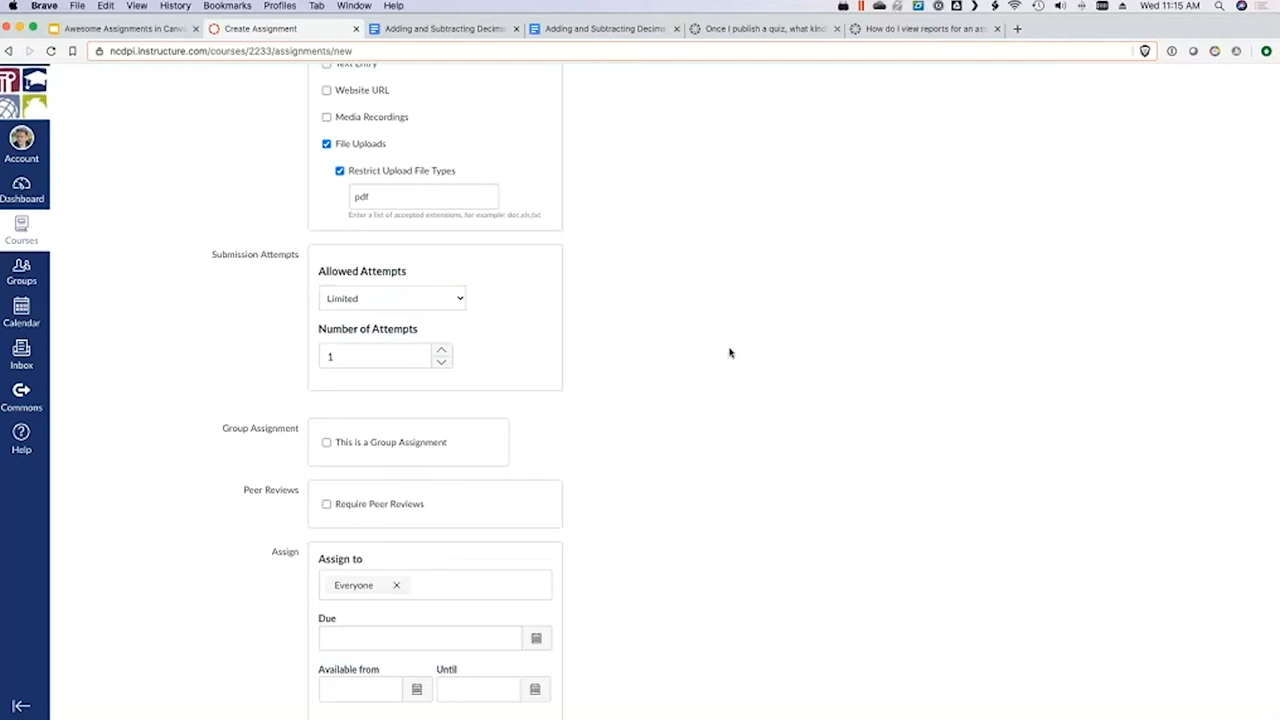 Brave File Edit View History Bookmarks Profiles Tab Window Help Wed 11:15 AM
Awesome Assignments in Canva Create Assignment Adding and Subtracting Decima Adding and Subtracting Decima Once I publish a quiz, what kind How do I view reports for an as
ncdpi.instructure.com/courses/2233/assignments/new
Text Entry
Website URL
Media Recordings
File Uploads
Restrict Upload File Types
pdf
Enter a list of accepted extensions, for example: doc,xls,txt
Account
Dashboard
Courses
Groups
Calendar
Inbox
Commons
Help
Submission Attempts
Allowed Attempts
Limited
Number of Attempts
1
Group Assignment
This is a Group Assignment
Peer Reviews
Require Peer Reviews
Assign
Assign to
Everyone
Due
Available from Until